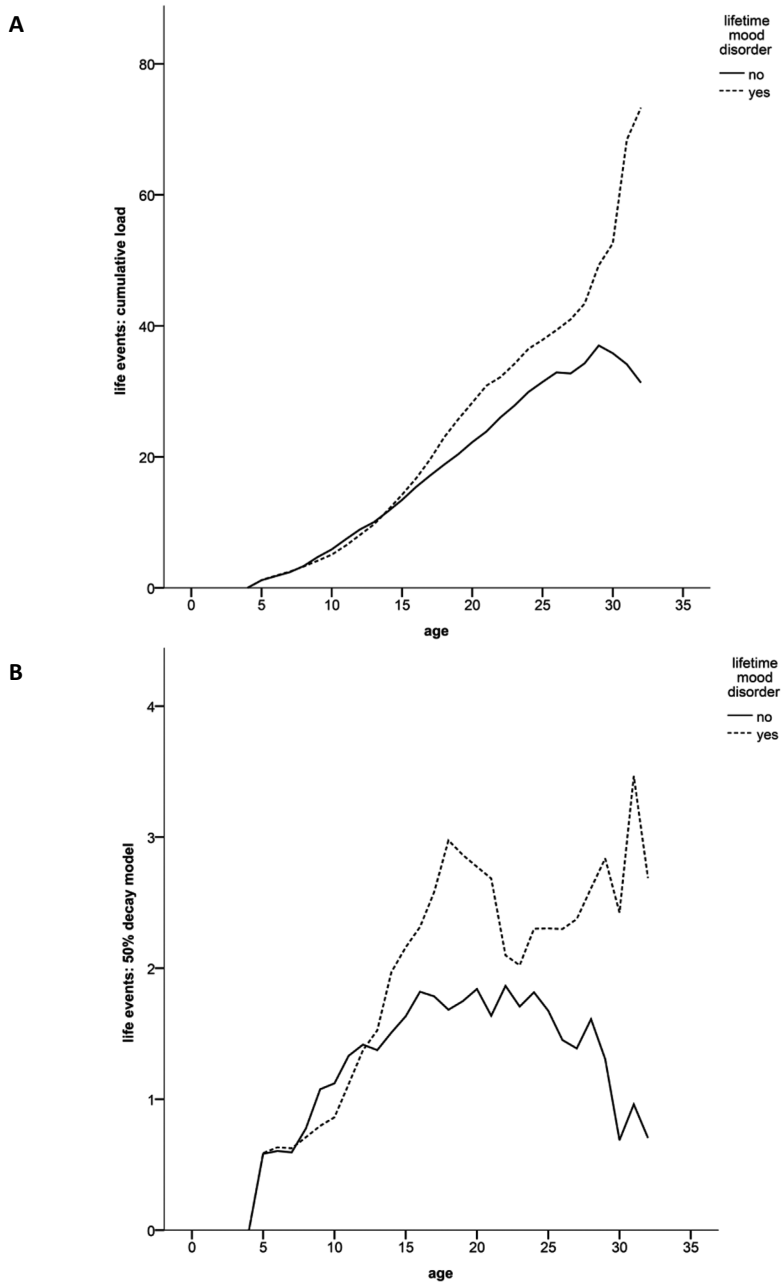 A
lifetime
mood
disorder
no
yes
80
60
40
20
0
life events: cumulative load
0 5 10 15 20 25 30 35
age
B
lifetime
mood
disorder
no
yes
4
3
2
1
0
life events: 50% decay model
0 5 10 15 20 25 30 35
age